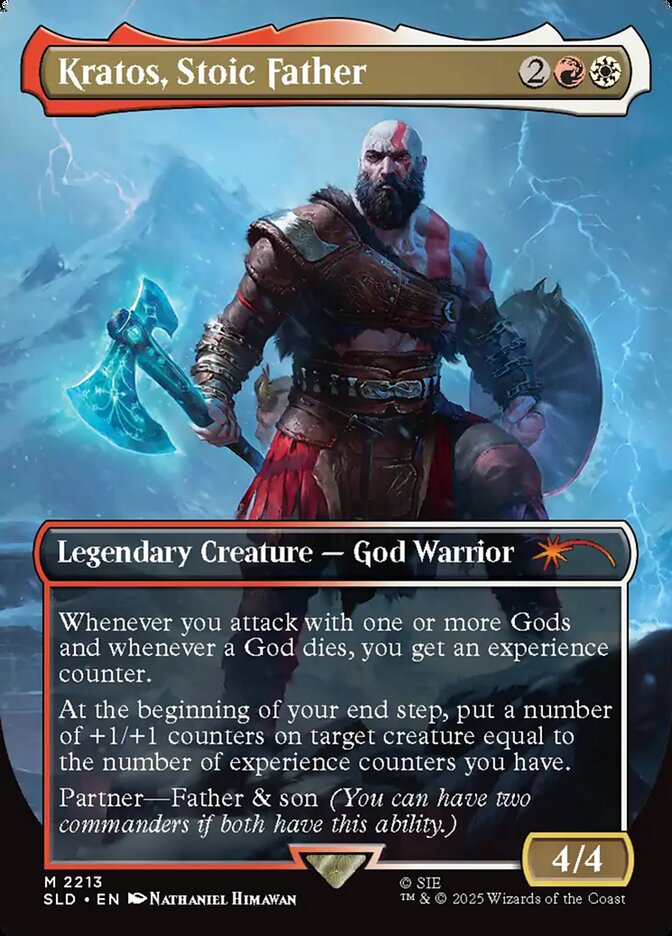 Kratos, Stoic Father 2
Legendary Creature — God Warrior
Whenever you attack with one or more Gods
and whenever a God dies, you get an experience
counter.
At the beginning of your end step, put a number
of +1/+1 counters on target creature equal to
the number of experience counters you have.
Partner—Father & son (You can have two
commanders if both have this ability.)
4/4
M 2213
SLD • EN Nathaniel Himawan
© SIE
™ & © 2025 Wizards of the Coast